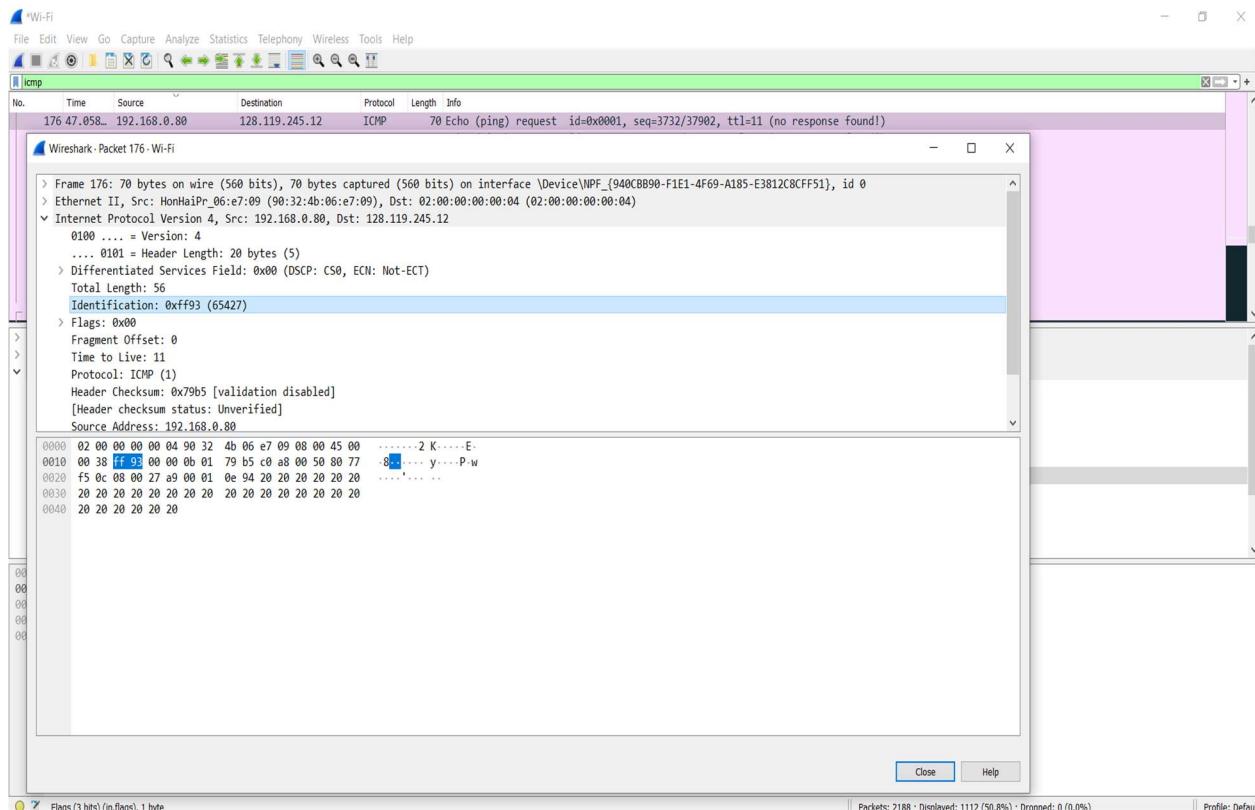 *Wi-Fi
File Edit View Go Capture Analyze Statistics Telephony Wireless Tools Help
icmp
No. Time Source Destination Protocol Length Info
176 47.058… 192.168.0.80 128.119.245.12 ICMP 70 Echo (ping) request id=0x0001, seq=3732/37902, ttl=11 (no response found!)
Wireshark · Packet 176 · Wi-Fi
Frame 176: 70 bytes on wire (560 bits), 70 bytes captured (560 bits) on interface \Device\NPF_{940CBB90-F1E1-4F69-A185-E3812C8CFF51}, id 0
Ethernet II, Src: HonHaiPr_06:e7:09 (90:32:4b:06:e7:09), Dst: 02:00:00:00:00:04 (02:00:00:00:00:04)
Internet Protocol Version 4, Src: 192.168.0.80, Dst: 128.119.245.12
0100 .... = Version: 4
.... 0101 = Header Length: 20 bytes (5)
Differentiated Services Field: 0x00 (DSCP: CS0, ECN: Not-ECT)
Total Length: 56
Identification: 0xff93 (65427)
Flags: 0x00
Fragment Offset: 0
Time to Live: 11
Protocol: ICMP (1)
Header Checksum: 0x79b5 [validation disabled]
[Header checksum status: Unverified]
Source Address: 192.168.0.80
0000 02 00 00 00 00 04 90 32 4b 06 e7 09 08 00 45 00 ·······2 K·····E·
0010 00 38 ff 93 00 00 0b 01 79 b5 c0 a8 00 50 80 77 ·8······ y····P·w
0020 f5 0c 08 00 27 a9 00 01 0e 94 20 20 20 20 20 20 ····'··· ··
0030 20 20 20 20 20 20 20 20 20 20 20 20 20 20 20 20
0040 20 20 20 20 20 20
Close Help
00
00
00
00
00
Flags (3 bits) (ip.flags), 1 byte Packets: 2188 · Displayed: 1112 (50.8%) · Dropped: 0 (0.0%) Profile: Defau